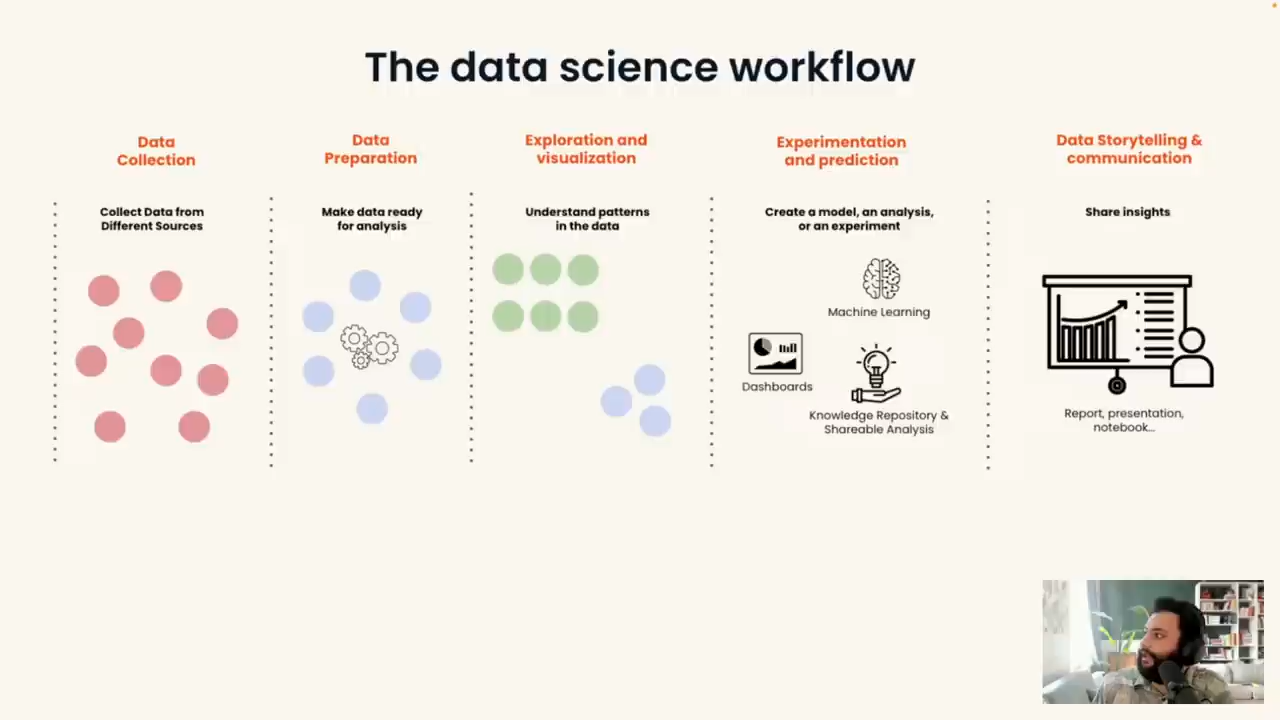 The data science workflow
Data
Collection
Collect Data from
Different Sources
Data
Preparation
Make data ready
for analysis
Exploration and
visualization
Understand patterns
in the data
Experimentation
and prediction
Create a model, an analysis,
or an experiment
Machine Learning
Dashboards
Knowledge Repository &
Shareable Analysis
Data Storytelling &
communication
Share insights
Report, presentation,
notebook...